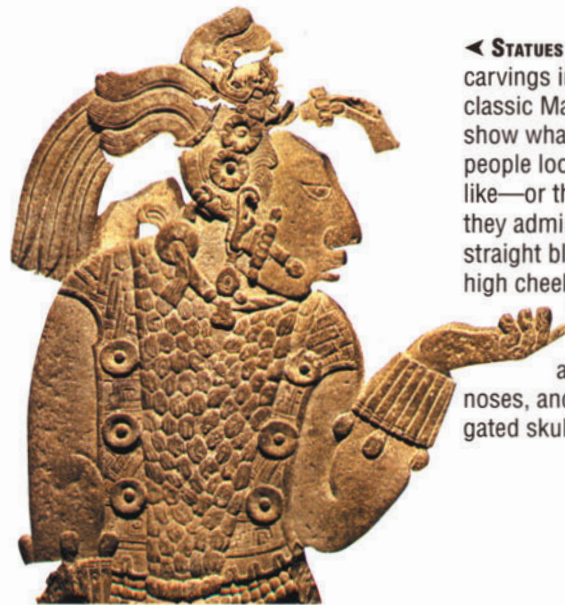 ◄ STATUES
carvings i
classic Ma
show wha
people loo
like—or th
they admi
straight bl
high cheek
a
noses, and
gated skul